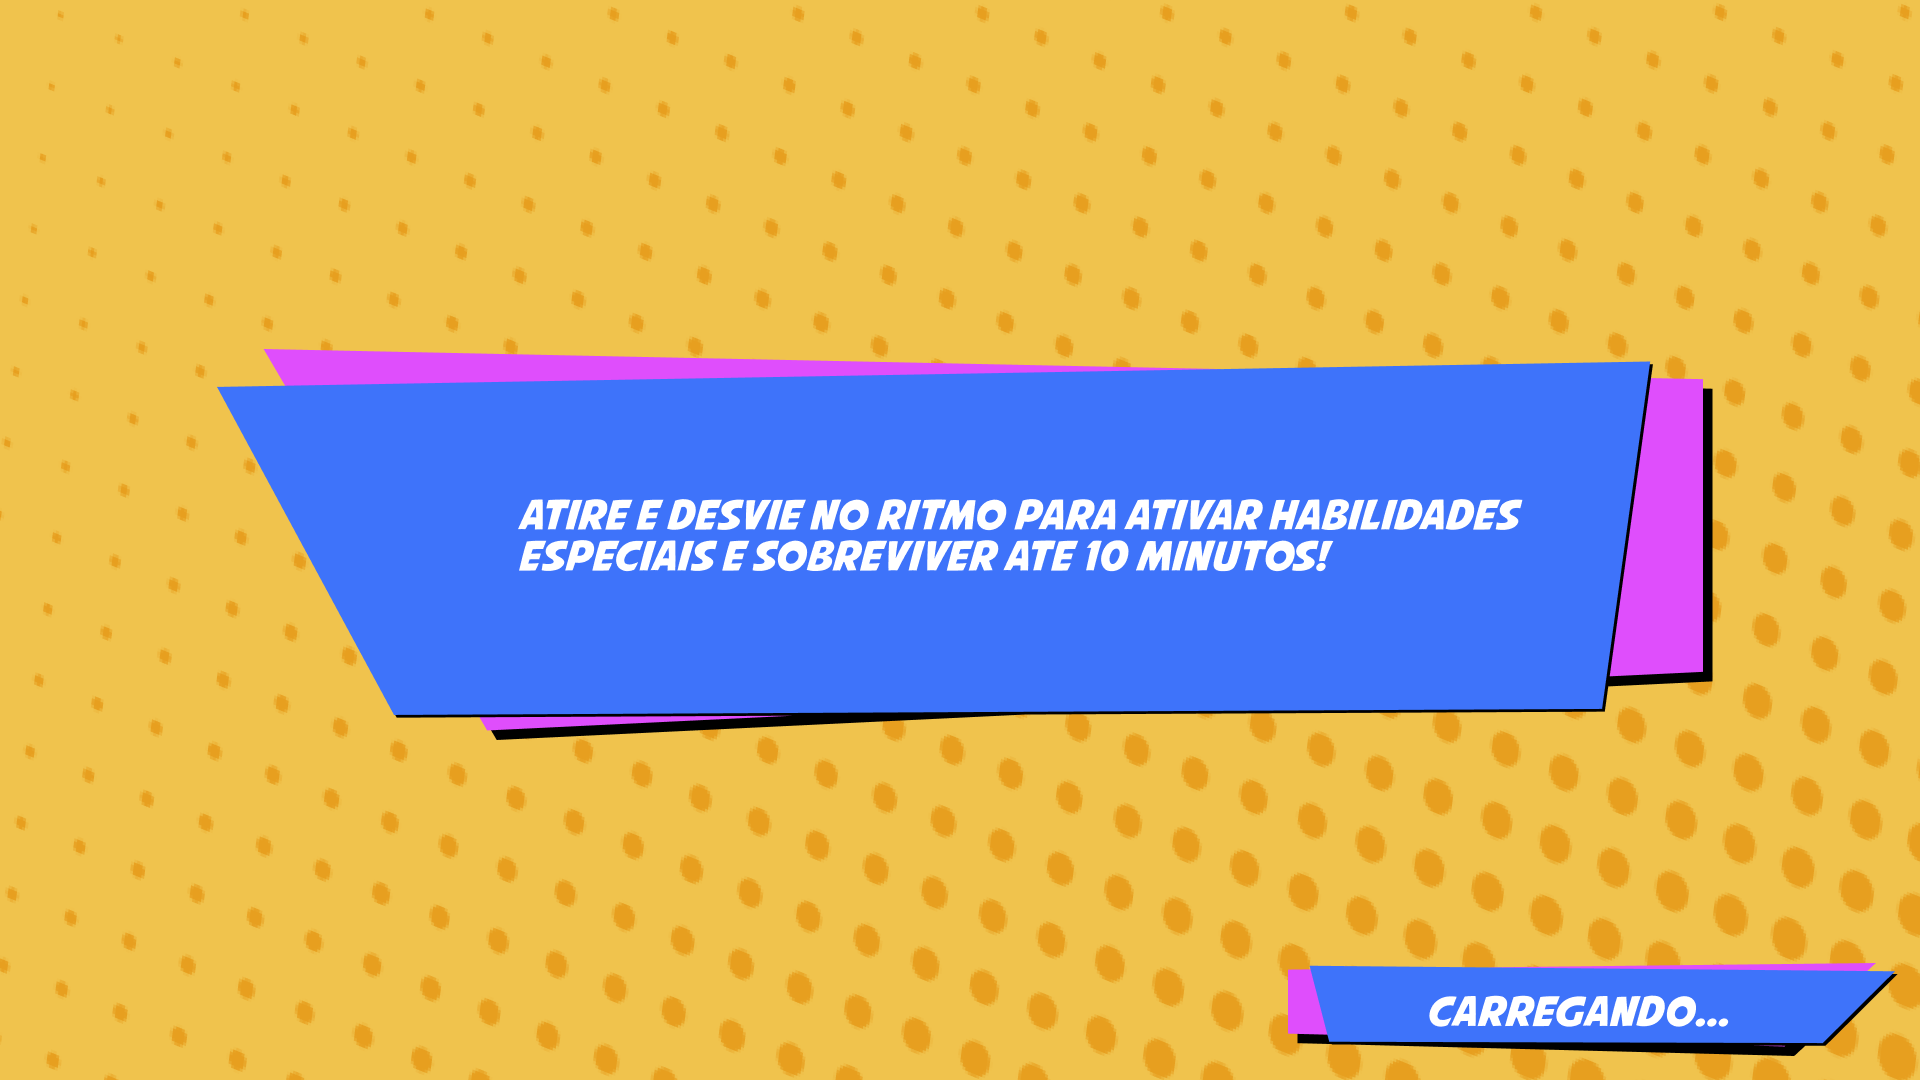 ATIRE E DESVIE NO RITMO PARA ATIVAR HABILIDADES
ESPECIAIS E SOBREVIVER ATE 10 MINUTOS!
CARREGANDO...